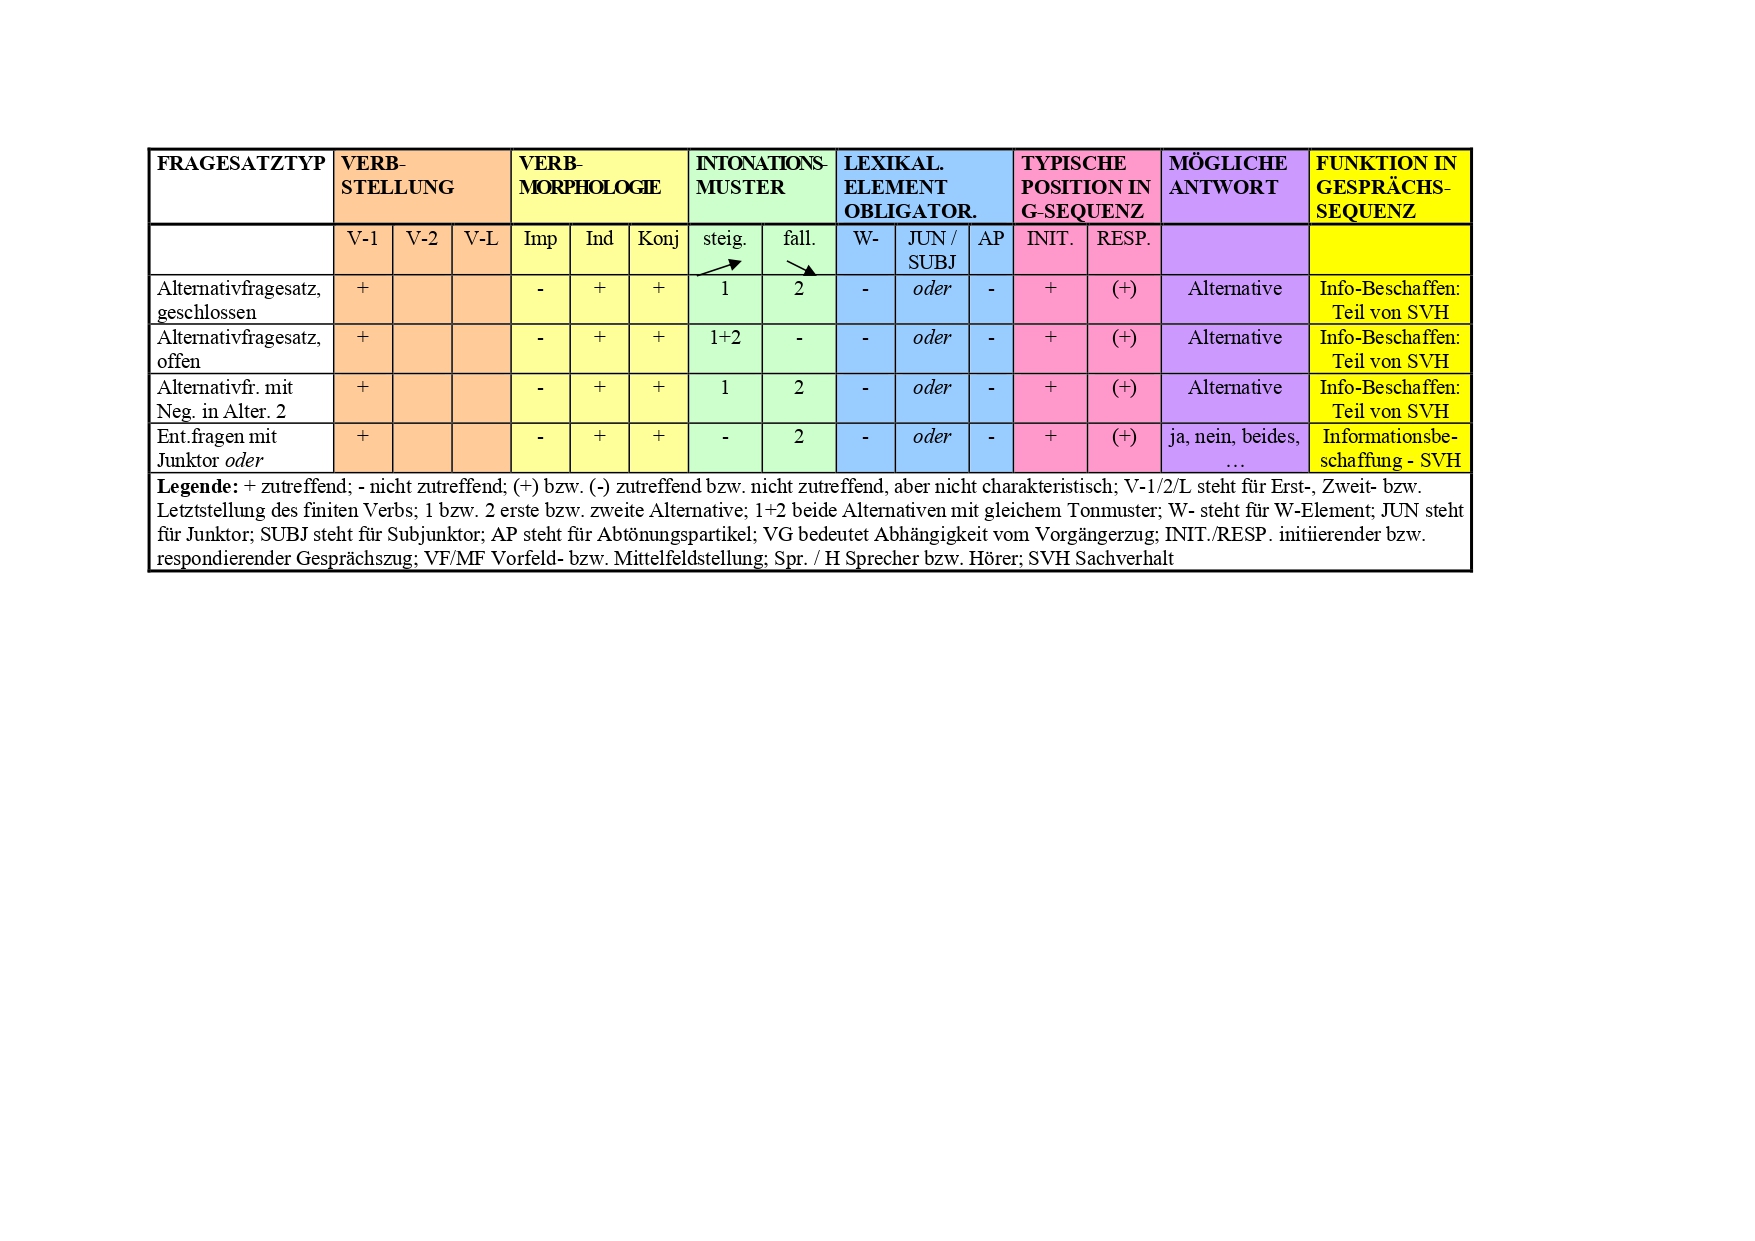 FRAGESATZTYP VERB- VERB- INTONATIONS- LEXIKAL. TYPISCHE MÖGLICHE FUNKTION IN
STELLUNG MORPHOLOGIE MUSTER ELEMENT POSITION IN ANTWORT GESPRÄCHS-
OBLIGATOR. G-SEQUENZ SEQUENZ
V-1 V-2 V-L Imp Ind Konj steig. fall. W- JUN / AP INIT. RESP.
SUBJ
Alternativfragesatz, + - + + 1 2 - oder - + (+) Alternative Info-Beschaffen:
geschlossen Teil von SVH
Alternativfragesatz, + - + + 1+2 - - oder - + (+) Alternative Info-Beschaffen:
offen Teil von SVH
Alternativfr. mit + - + + 1 2 - oder - + (+) Alternative Info-Beschaffen:
Neg. in Alter. 2 Teil von SVH
Ent.fragen mit + - + + - 2 - oder - + (+) ja, nein, beides, Informationsbe-
Junktor oder … schaffung - SVH
Legende: + zutreffend; - nicht zutreffend; (+) bzw. (-) zutreffend bzw. nicht zutreffend, aber nicht charakteristisch; V-1/2/L steht für Erst-, Zweit- bzw.
Letztstellung des finiten Verbs; 1 bzw. 2 erste bzw. zweite Alternative; 1+2 beide Alternativen mit gleichem Tonmuster; W- steht für W-Element; JUN steht
für Junktor; SUBJ steht für Subjunktor; AP steht für Abtönungspartikel; VG bedeutet Abhängigkeit vom Vorgängerzug; INIT./RESP. initiierender bzw.
respondierender Gesprächszug; VF/MF Vorfeld- bzw. Mittelfeldstellung; Spr. / H Sprecher bzw. Hörer; SVH Sachverhalt